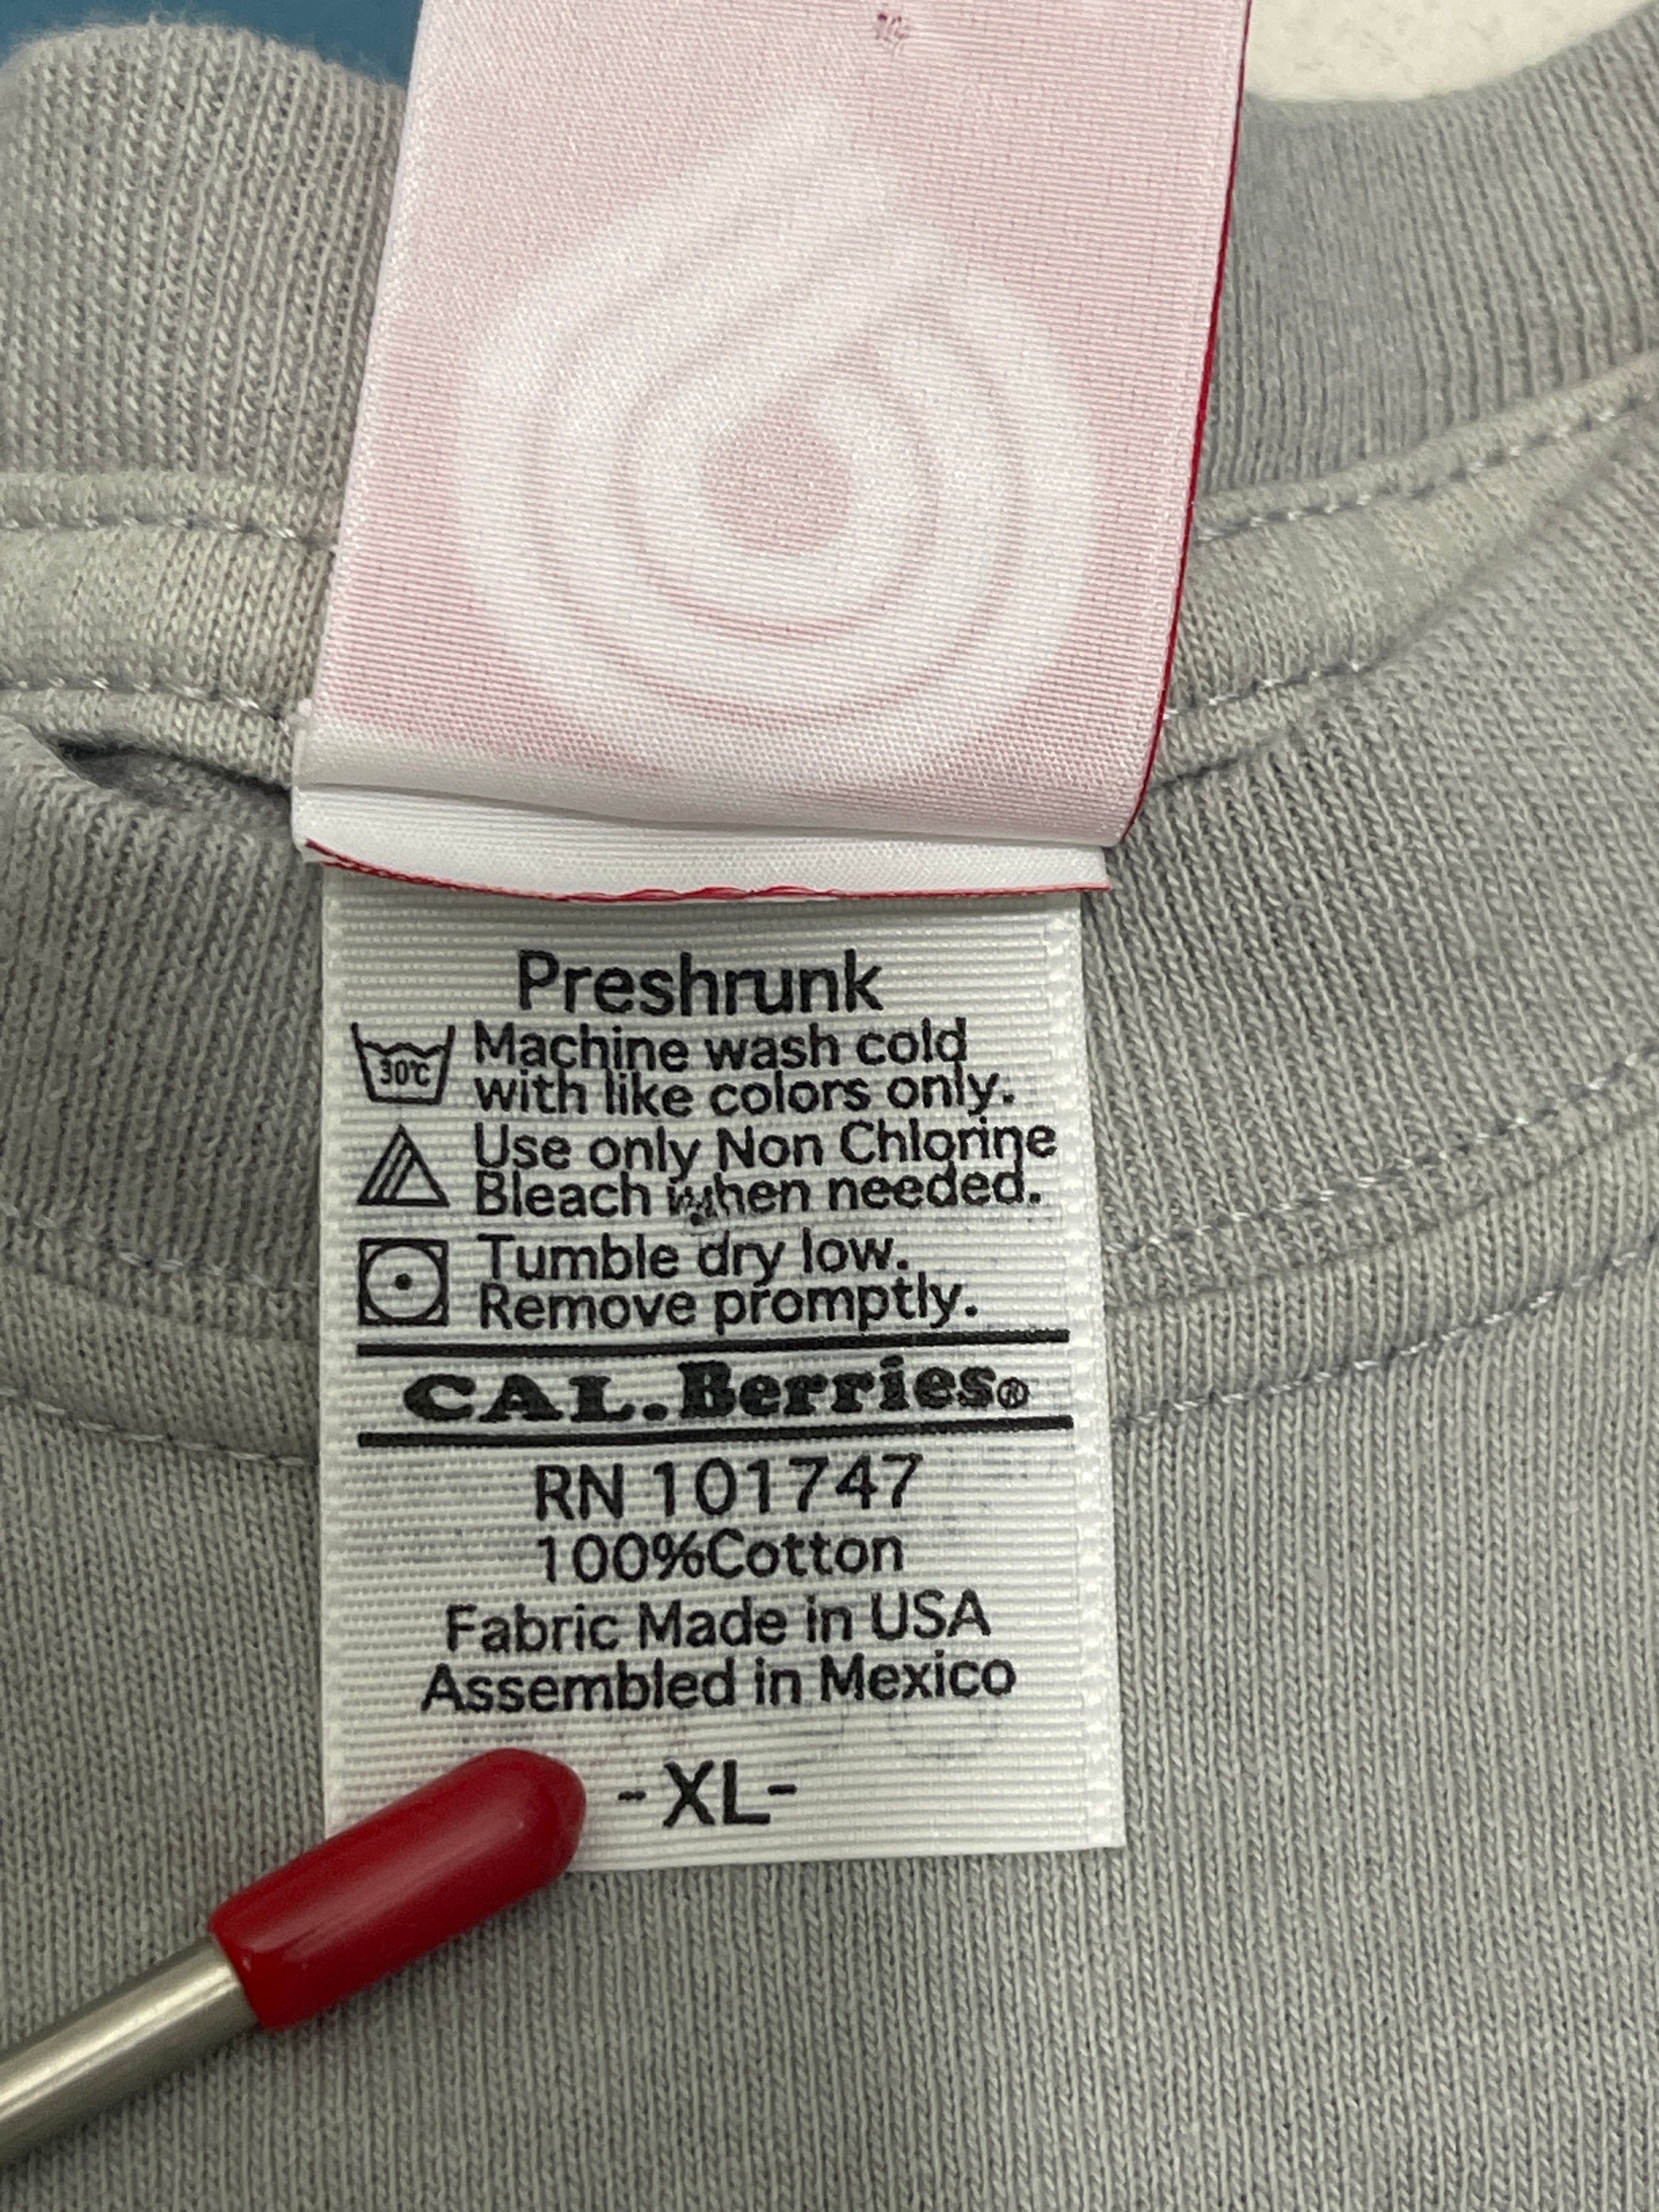 Preshrunk
30℃
Machine wash cold
with like colors only.
Use only Non Chlorine
Bleach when needed.
Tumble dry low.
Remove promptly.
CAL.Berries®
RN 101747
100%Cotton
Fabric Made in USA
Assembled in Mexico
-XL-